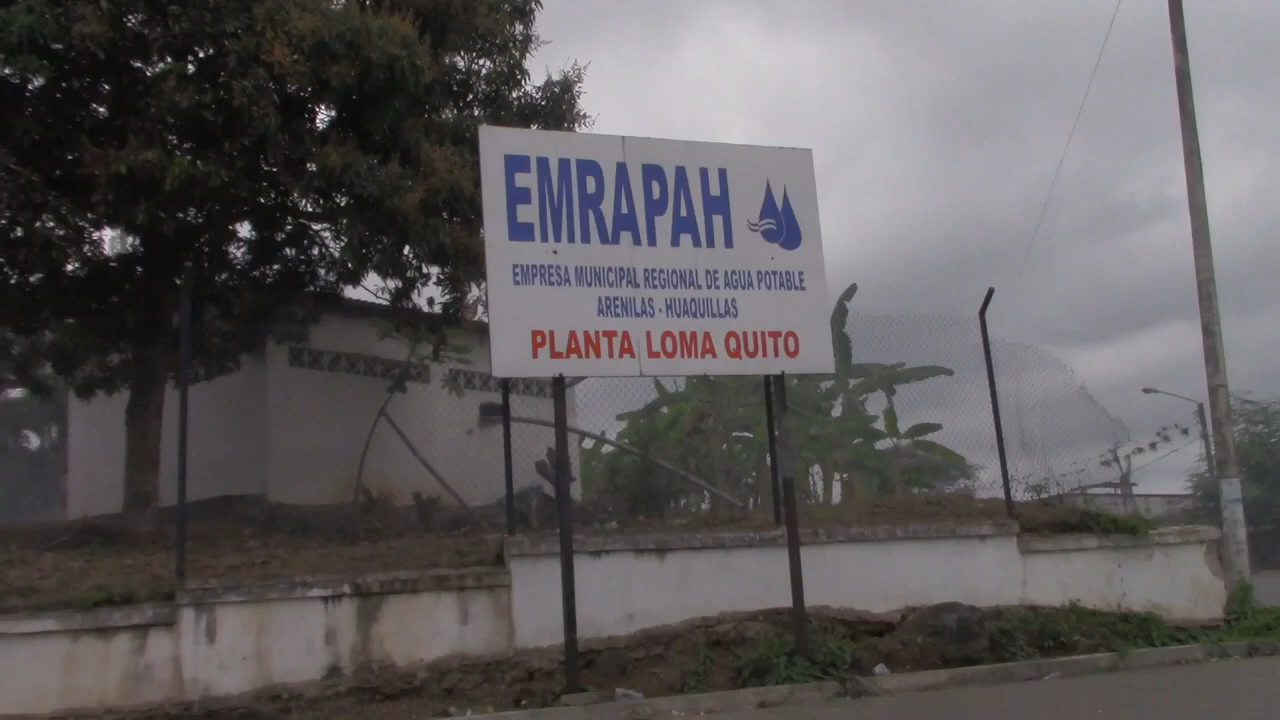 EMRAPAH
EMPRESA MUNICIPAL REGIONAL DE AGUA POTABLE
ARENILAS - HUAQUILLAS
PLANTA LOMA QUITO